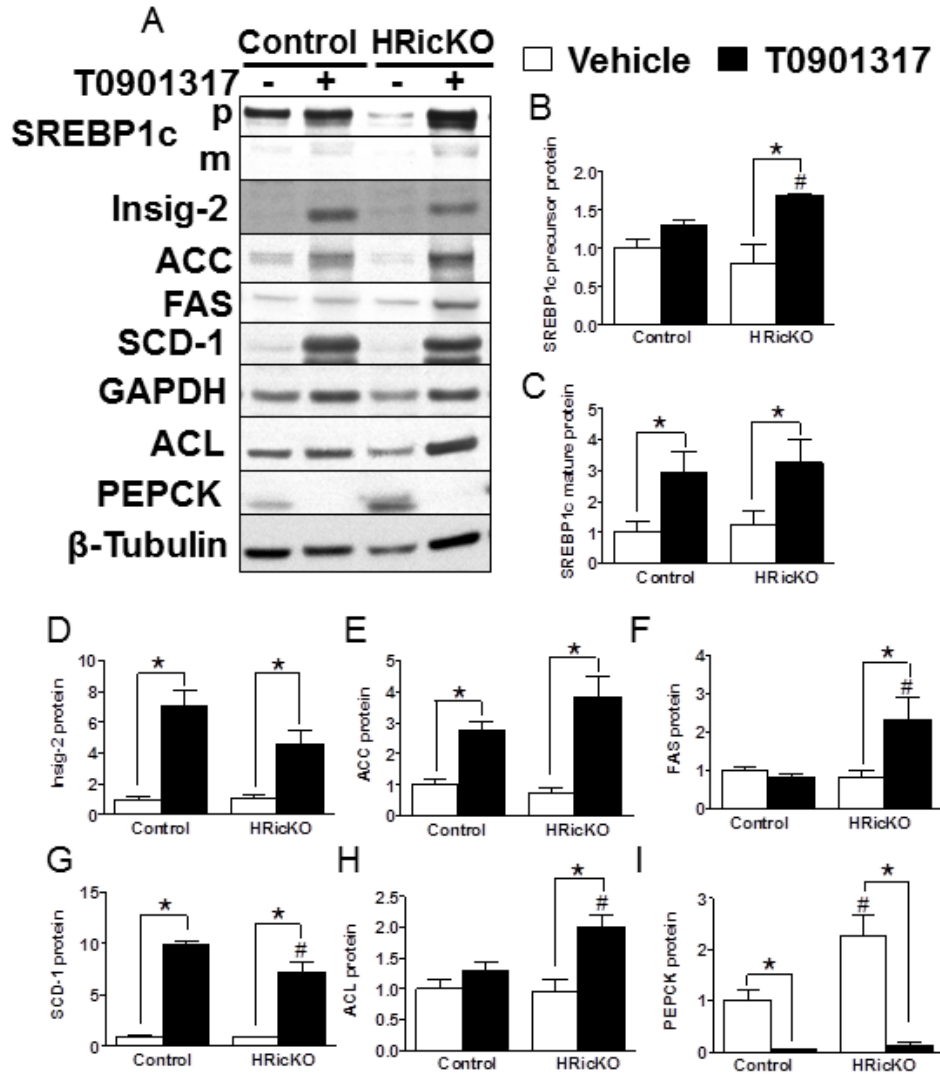 A
Control HRicKO
T0901317 - + - +
SREBP1c p
m
Insig-2
ACC
FAS
SCD-1
GAPDH
ACL
PEPCK
β-Tubulin
Vehicle T0901317
B
SREBP1c precursor protein
2.0
1.5
1.0
0.5
0.0
*
#
Control HRicKO
C
SREBP1c mature protein
5
4
3
2
1
0
*
*
Control HRicKO
D
Insig-2 protein
10
8
6
4
2
0
*
*
Control HRicKO
E
ACC protein
5
4
3
2
1
0
*
*
Control HRicKO
F
FAS protein
4
3
2
1
0
*
#
Control HRicKO
G
SCD-1 protein
15
10
5
0
*
*
#
Control HRicKO
H
ACL protein
2.5
2.0
1.5
1.0
0.5
0.0
*
#
Control HRicKO
I
PEPCK protein
3
2
1
0
*
#
*
Control HRicKO